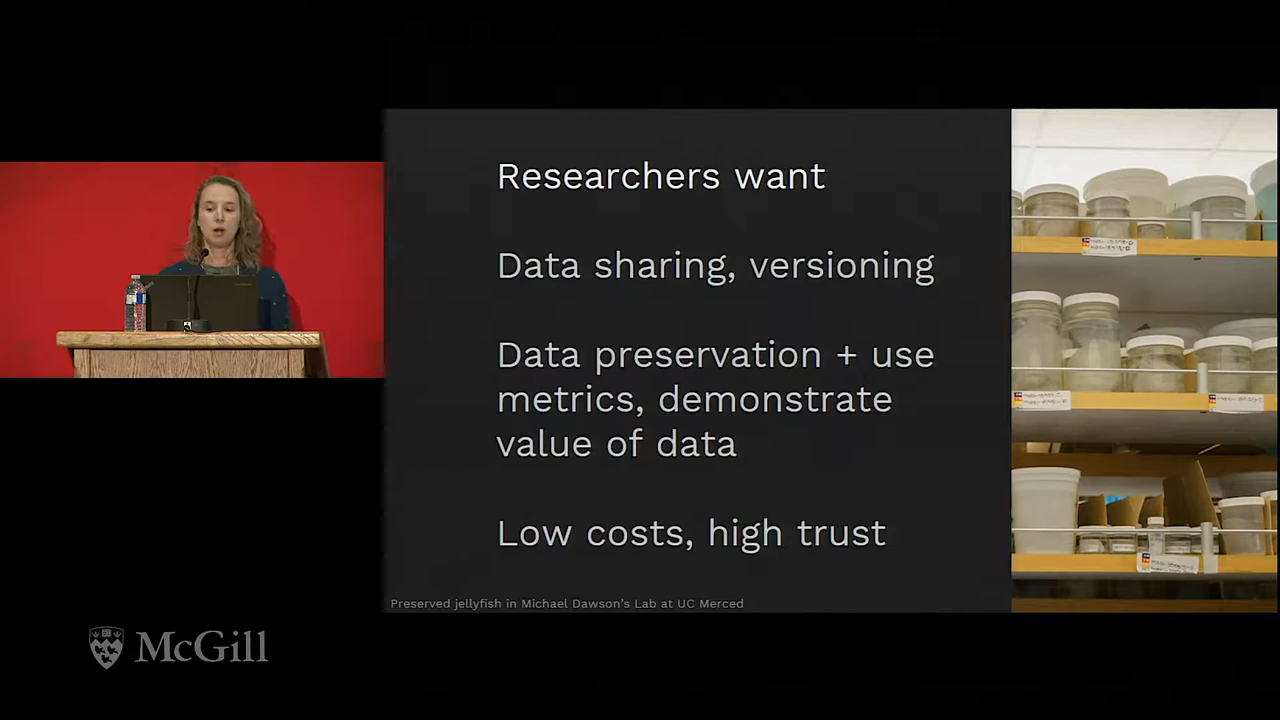 Researchers want
Data sharing, versioning
Data preservation + use
metrics, demonstrate
value of data
Low costs, high trust
Preserved jellyfish in Michael Dawson's Lab at UC Merced
McGill